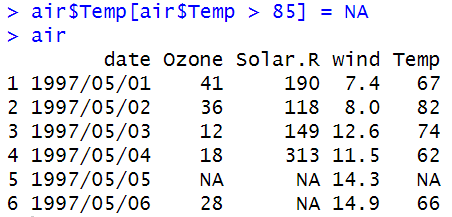 > air$Temp[air$Temp > 85] = NA
> air
        date Ozone Solar.R wind Temp
1 1997/05/01    41     190  7.4   67
2 1997/05/02    36     118  8.0   82
3 1997/05/03    12     149 12.6   74
4 1997/05/04    18     313 11.5   62
5 1997/05/05    NA      NA 14.3   NA
6 1997/05/06    28      NA 14.9   66